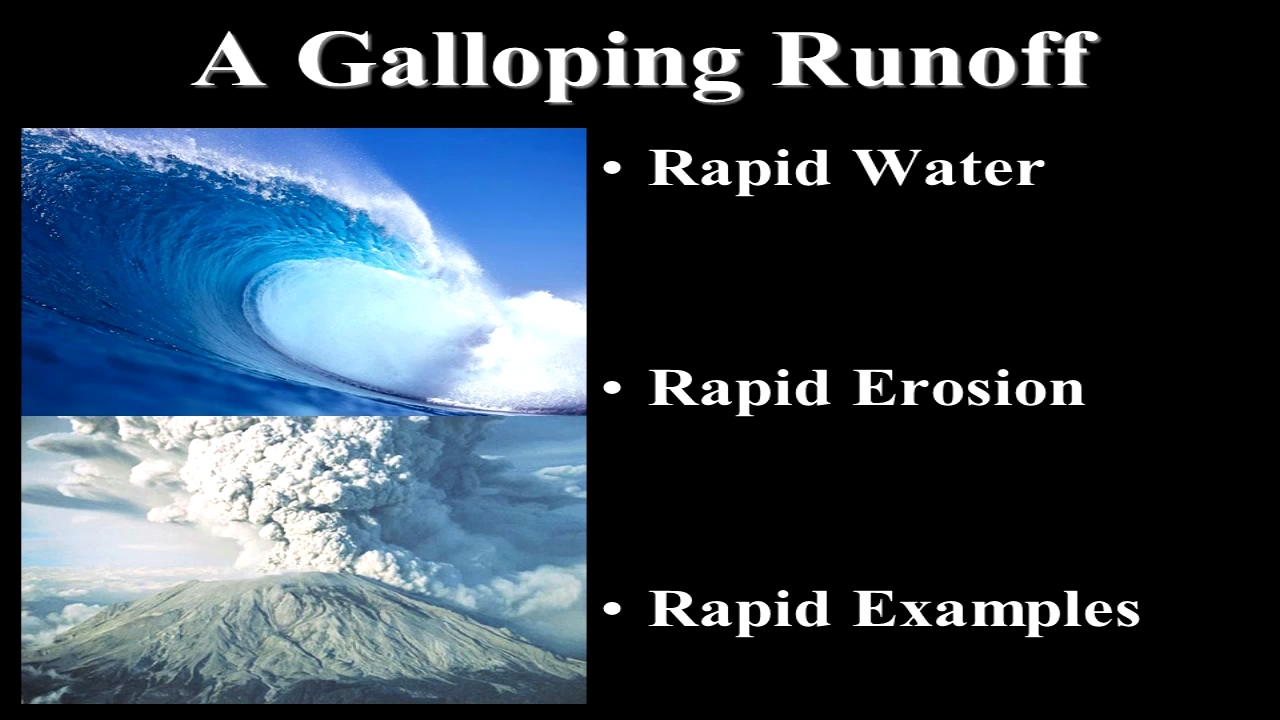 A Galloping Runoff
• Rapid Water
• Rapid Erosion
• Rapid Examples